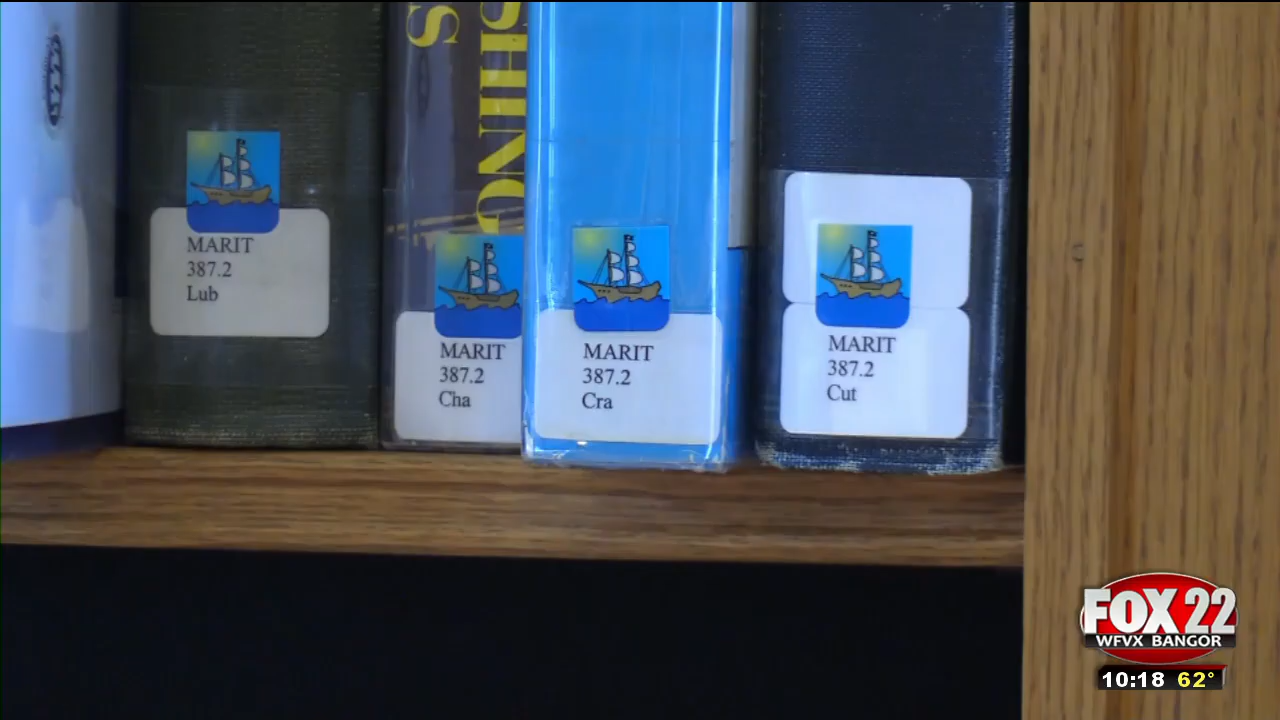 S
SHING
MARIT
387.2
Lub
MARIT
387.2
Cha
MARIT
387.2
Cra
MARIT
387.2
Cut
FOX 22
WFVX BANGOR
10:18 62°